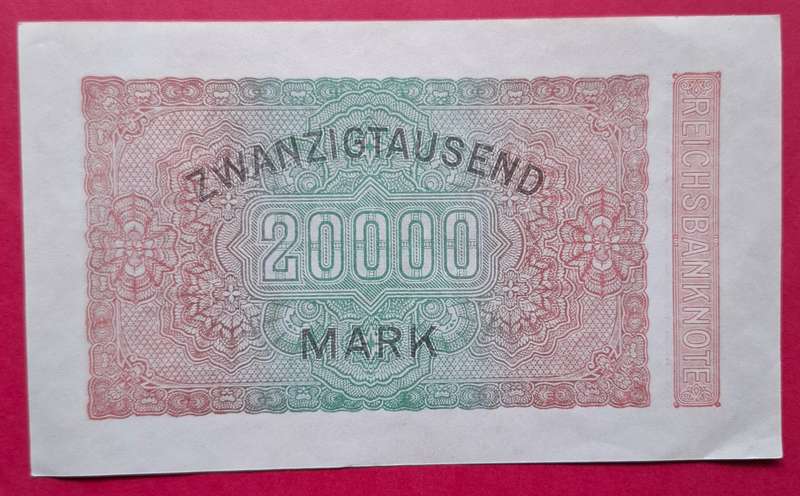 ZWANZIGTAUSEND
20000
MARK
REICHSBANKNOTE